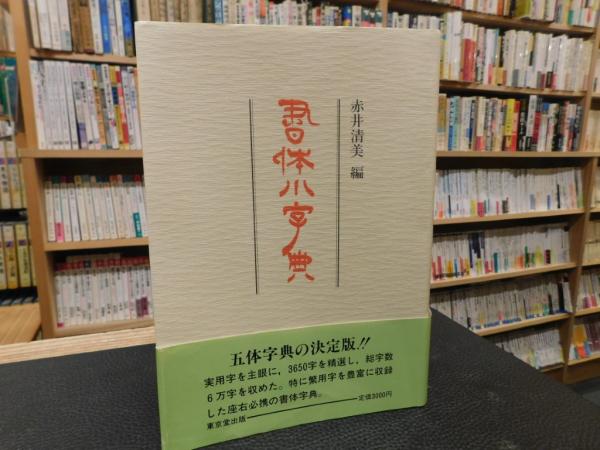 書体小字典
赤井清美 編
五体字典の決定版!!
実用字を主眼に，3650字を精選し，総字数
6万字を収めた。特に繁用字を豊富に収録
した座右必携の書体字典。
東京堂出版 定価3000円